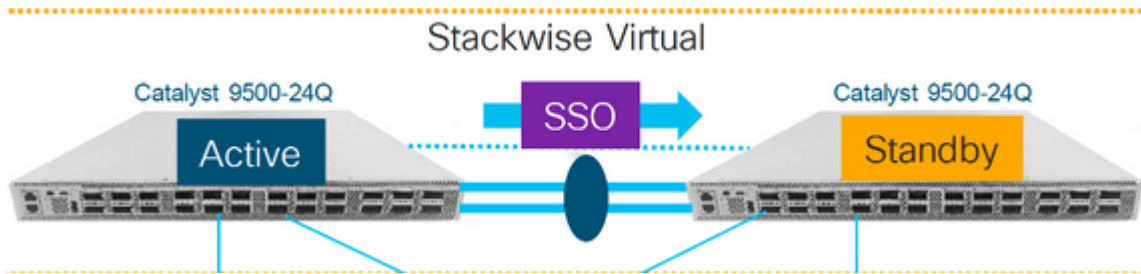 Stackwise Virtual
Catalyst 9500-24Q
SSO
Catalyst 9500-24Q
Active
Standby